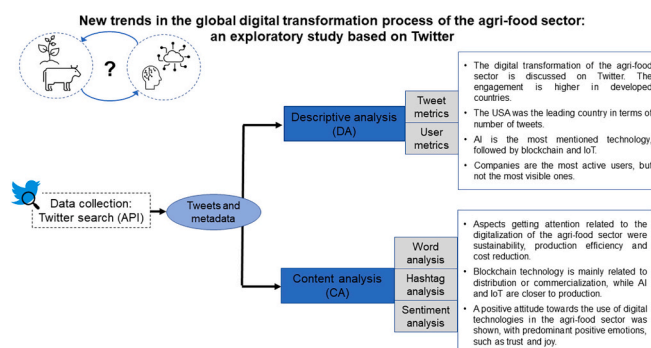 New trends in the global digital transformation process of the agri-food sector:
an exploratory study based on Twitter
?
Data collection:
Twitter search (API)
Tweets and
metadata
Descriptive analysis
(DA)
Tweet
metrics
User
metrics
• The digital transformation of the agri-food
sector is discussed on Twitter. The
engagement is higher in developed
countries.
• The USA was the leading country in terms of
number of tweets.
• AI is the most mentioned technology,
followed by blockchain and IoT.
• Companies are the most active users, but
not the most visible ones.
Content analysis
(CA)
Word
analysis
Hashtag
analysis
Sentiment
analysis
• Aspects getting attention related to the
digitalization of the agri-food sector were
sustainability, production efficiency and
cost reduction.
• Blockchain technology is mainly related to
distribution or commercialization, while AI
and IoT are closer to production.
• A positive attitude towards the use of digital
technologies in the agri-food sector was
shown, with predominant positive emotions,
such as trust and joy.